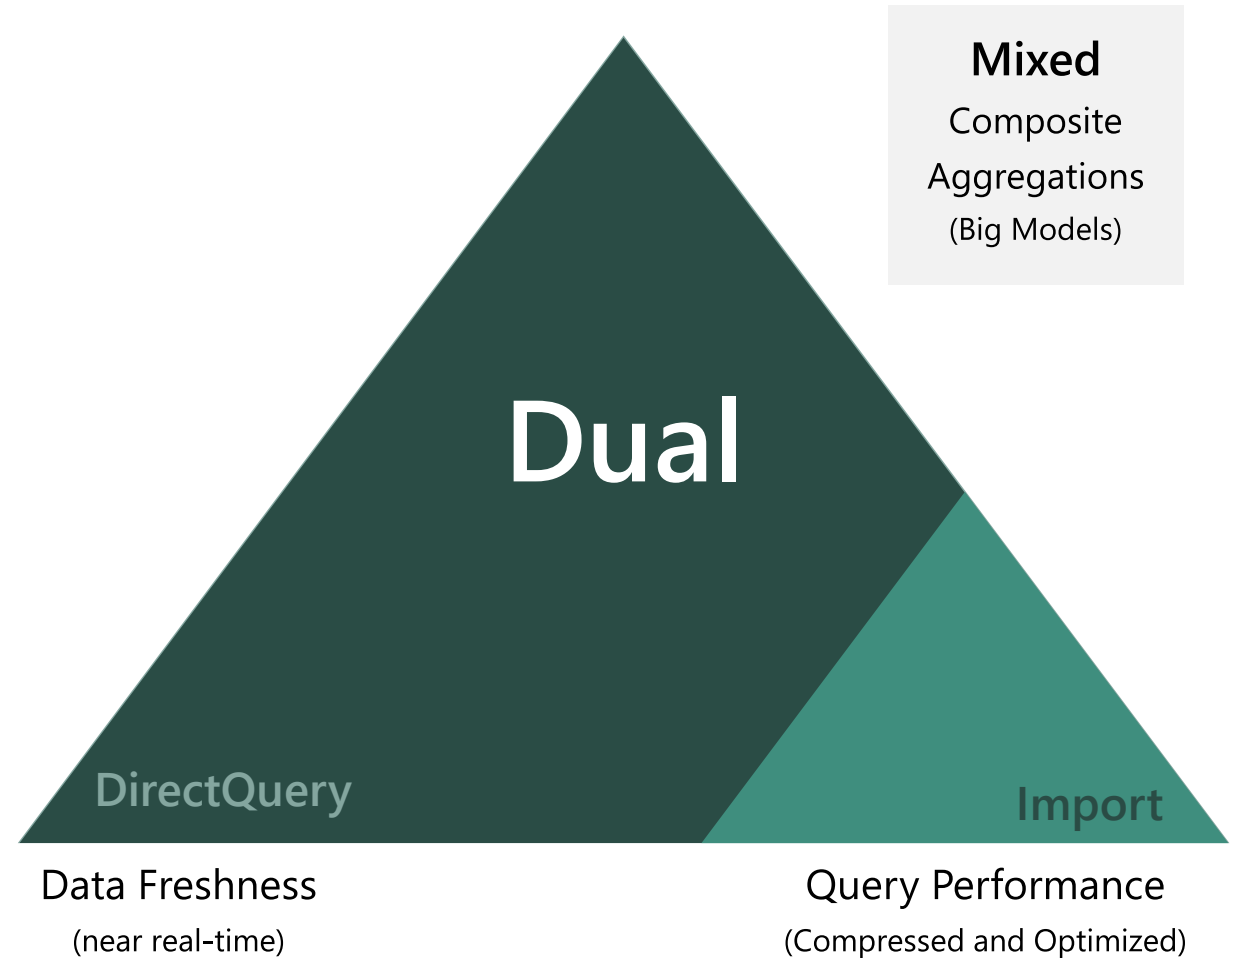 Mixed
Composite
Aggregations
(Big Models)
Dual
DirectQuery
Import
Data Freshness
(near real-time)
Query Performance
(Compressed and Optimized)